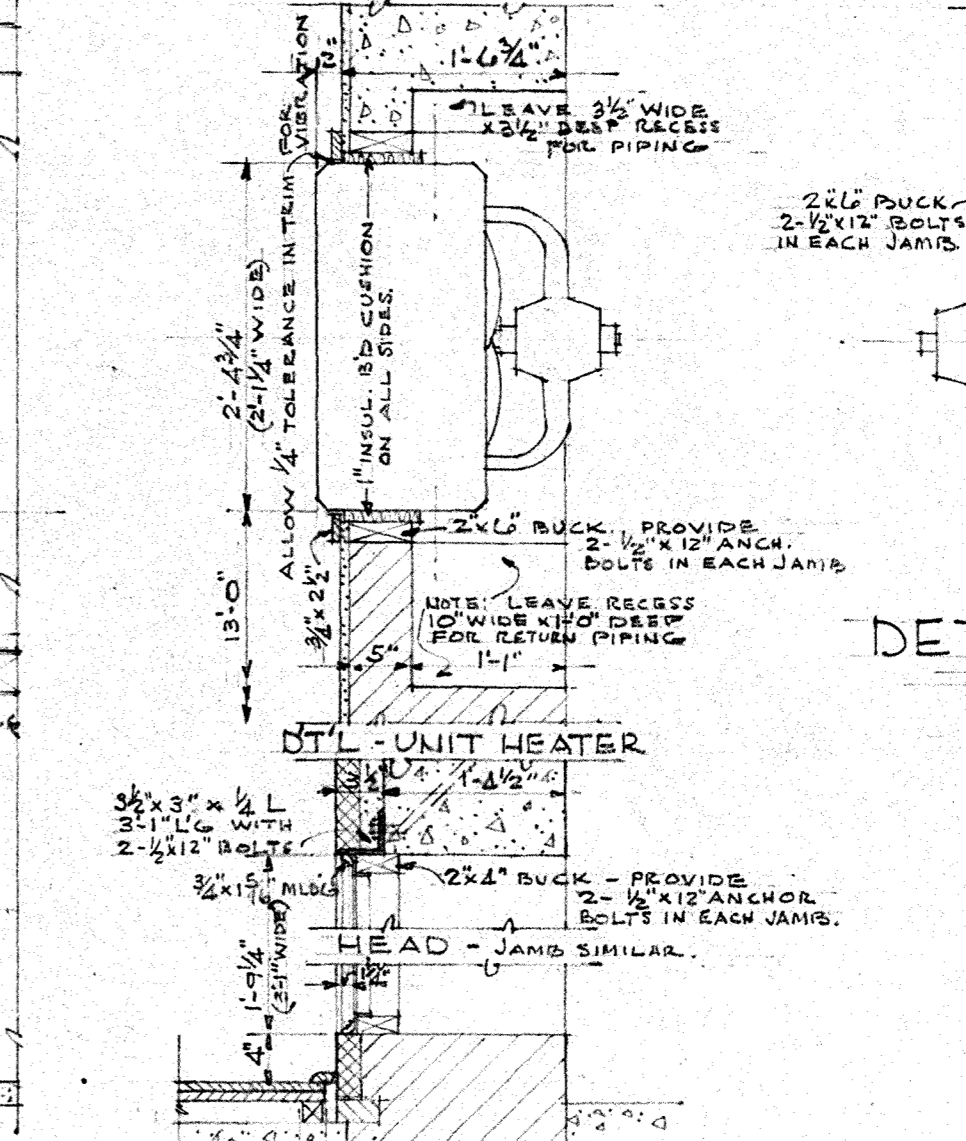 3"
1'-6¾"
LEAVE 3½" WIDE
x 3½" DEEP RECESS
FOR PIPING
ALLOW ¼" TOLERANCE IN TRIM FOR
VIBRATION
2'-4¾"
(2'-1¼" WIDE)
1" INSUL. B'D CUSHION
ON ALL SIDES.
2"x6" BUCK
2-½"x12" BOLTS
IN EACH JAMB.
2"x6" BUCK. PROVIDE
2-½"x12" ANCH.
BOLTS IN EACH JAMB
13'-0"
¾"x2½"
NOTE: LEAVE RECESS
10" WIDE x 1'-0" DEEP
FOR RETURN PIPING
5"
1'-1"
DET
DT'L - UNIT HEATER
1'-4½"
3½"x3"x¼ L
3'-1" L'G WITH
2-½"x12" BOLTS
¾"x1 5/ MLDG
2"x4" BUCK - PROVIDE
2-½"x12" ANCHOR
BOLTS IN EACH JAMB.
HEAD - JAMB SIMILAR.
1'-9¼"
(2'-1" WIDE)
4"